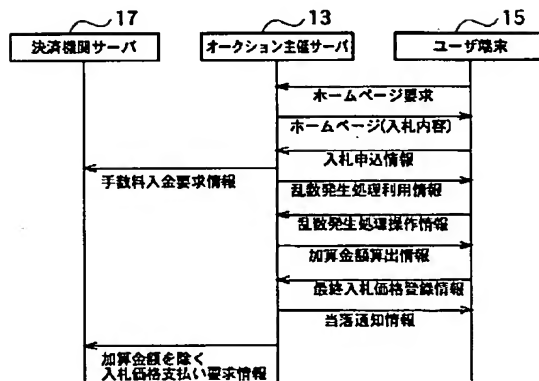 17
13
15
決済機関サーバ
オークション主催サーバ
ユーザ端末
ホームページ要求
ホームページ(入札内容)
入札申込情報
手数料入金要求情報
乱数発生処理利用情報
乱数発生処理操作情報
加算金額算出情報
最終入札価格登録情報
当落通知情報
加算金額を除く
入札価格支払い要求情報